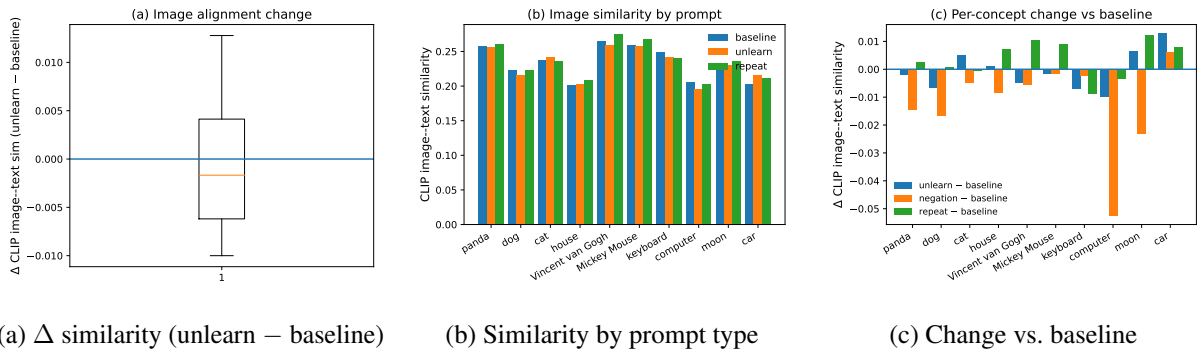 (a) Image alignment change
Δ CLIP image--text sim (unlearn − baseline)
0.010
0.005
0.000
−0.005
−0.010
1
(b) Image similarity by prompt
CLIP image--text similarity
0.25
0.20
0.15
0.10
0.05
0.00
baseline
unlearn
repeat
panda
dog
cat
house
Vincent van Gogh
Mickey Mouse
keyboard
computer
moon
car
(c) Per-concept change vs baseline
Δ CLIP image--text similarity
0.01
0.00
−0.01
−0.02
−0.03
−0.04
−0.05
unlearn − baseline
negation − baseline
repeat − baseline
panda
dog
cat
house
Vincent van Gogh
Mickey Mouse
keyboard
computer
moon
car
(a) Δ similarity (unlearn − baseline)
(b) Similarity by prompt type
(c) Change vs. baseline